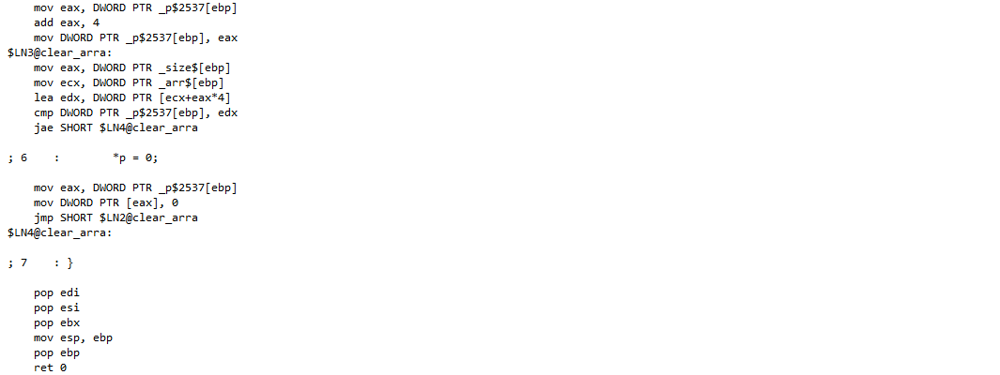 mov eax, DWORD PTR _p$2537[ebp]
add eax, 4
mov DWORD PTR _p$2537[ebp], eax
$LN3@clear_arra:
mov eax, DWORD PTR _size$[ebp]
mov ecx, DWORD PTR _arr$[ebp]
lea edx, DWORD PTR [ecx+eax*4]
cmp DWORD PTR _p$2537[ebp], edx
jae SHORT $LN4@clear_arra
; 6    :        *p = 0;
mov eax, DWORD PTR _p$2537[ebp]
mov DWORD PTR [eax], 0
jmp SHORT $LN2@clear_arra
$LN4@clear_arra:
; 7    : }
pop edi
pop esi
pop ebx
mov esp, ebp
pop ebp
ret 0